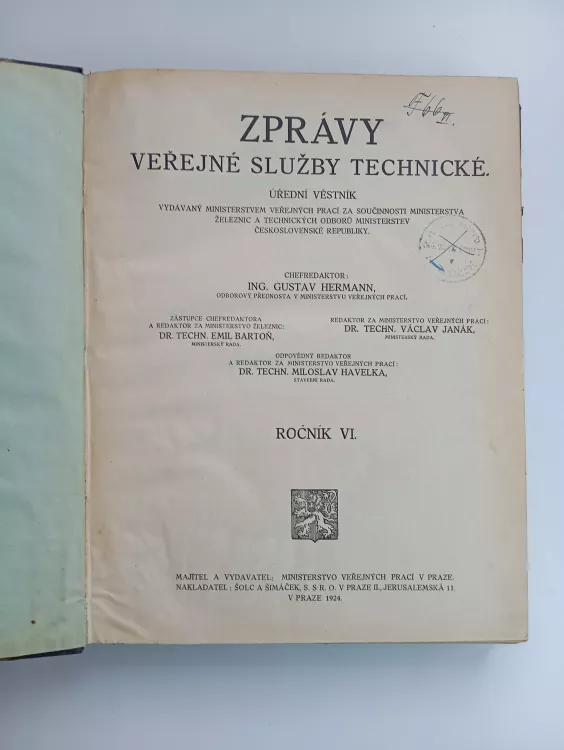 ZPRÁVY
VEŘEJNÉ SLUŽBY TECHNICKÉ.
ÚŘEDNÍ VĚSTNÍK
VYDÁVANÝ MINISTERSTVEM VEŘEJNÝCH PRACÍ ZA SOUČINNOSTI MINISTERSTVA
ŽELEZNIC A TECHNICKÝCH ODBORŮ MINISTERSTEV
ČESKOSLOVENSKÉ REPUBLIKY.
CHEFREDAKTOR:
ING. GUSTAV HERMANN,
ODBOROVÝ PŘEDNOSTA V MINISTERSTVU VEŘEJNÝCH PRACÍ.
ZÁSTUPCE CHEFREDAKTORA
A REDAKTOR ZA MINISTERSTVO ŽELEZNIC:
DR. TECHN. EMIL BARTOŇ,
MINISTERSKÝ RADA.
REDAKTOR ZA MINISTERSTVO VEŘEJNÝCH PRACÍ:
DR. TECHN. VÁCLAV JANÁK,
MINISTERSKÝ RADA.
ODPOVĚDNÝ REDAKTOR
A REDAKTOR ZA MINISTERSTVO VEŘEJNÝCH PRACÍ:
DR. TECHN. MILOSLAV HAVELKA,
STAVEBNÍ RADA.
ROČNÍK VI.
MAJITEL A VYDAVATEL: MINISTERSTVO VEŘEJNÝCH PRACÍ V PRAZE.
NAKLADATEL: ŠOLC A ŠIMÁČEK, S. S R. O. V PRAZE II., JERUSALEMSKÁ 11.
V PRAZE 1924.